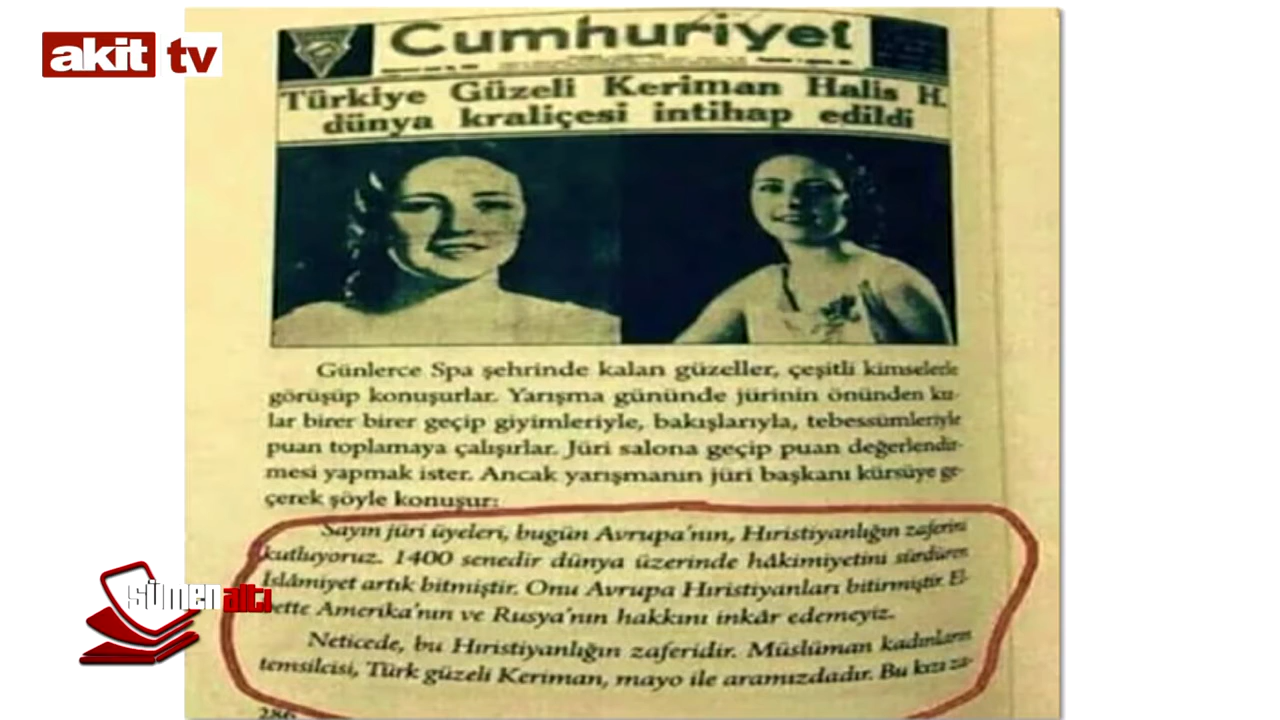 akit tv
Cumhuriyet
Türkiye Güzeli Keriman Halis H.
dünya kraliçesi intihap edildi
Günlerce Spa şehrinde kalan güzeller, çeşitli kimselerle
görüşüp konuşurlar. Yarışma gününde jürinin önünden kız-
lar birer birer geçip giyimleriyle, bakışlarıyla, tebessümleriyle
puan toplamaya çalışırlar. Jüri salona geçip puan değerlendir-
mesi yapmak ister. Ancak yarışmanın jüri başkanı kürsüye ge-
çerek şöyle konuşur:
Sayın jüri üyeleri, bugün Avrupa'nın, Hıristiyanlığın zaferini
kutluyoruz. 1400 senedir dünya üzerinde hâkimiyetini sürdüren
İslâmiyet artık bitmiştir. Onu Avrupa Hıristiyanları bitirmiştir. El-
bette Amerika'nın ve Rusya'nın hakkını inkâr edemeyiz.
Neticede, bu Hıristiyanlığın zaferidir. Müslüman kadınların
temsilcisi, Türk güzeli Keriman, mayo ile aramızdadır. Bu kızı za-
286
sümenaltı